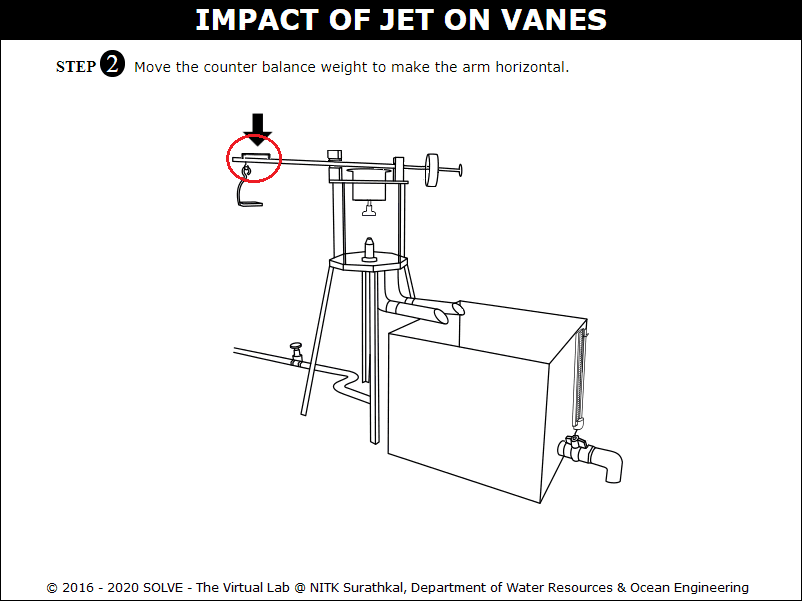 IMPACT OF JET ON VANES
STEP 2 Move the counter balance weight to make the arm horizontal.
© 2016 - 2020 SOLVE - The Virtual Lab @ NITK Surathkal, Department of Water Resources & Ocean Engineering